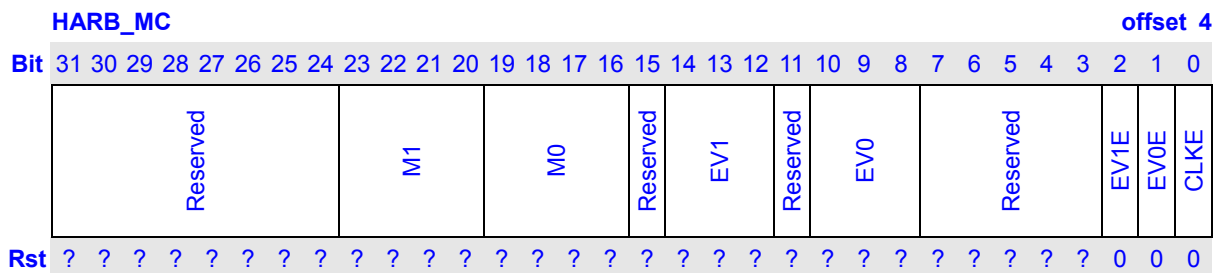 HARB_MC offset 4
Bit 31 30 29 28 27 26 25 24 23 22 21 20 19 18 17 16 15 14 13 12 11 10 9 8 7 6 5 4 3 2 1 0
Reserved M1 M0 Reserved EV1 Reserved EV0 Reserved EV1E EV0E CLKE
Rst ? ? ? ? ? ? ? ? ? ? ? ? ? ? ? ? ? ? ? ? ? ? ? ? ? ? ? ? ? 0 0 0